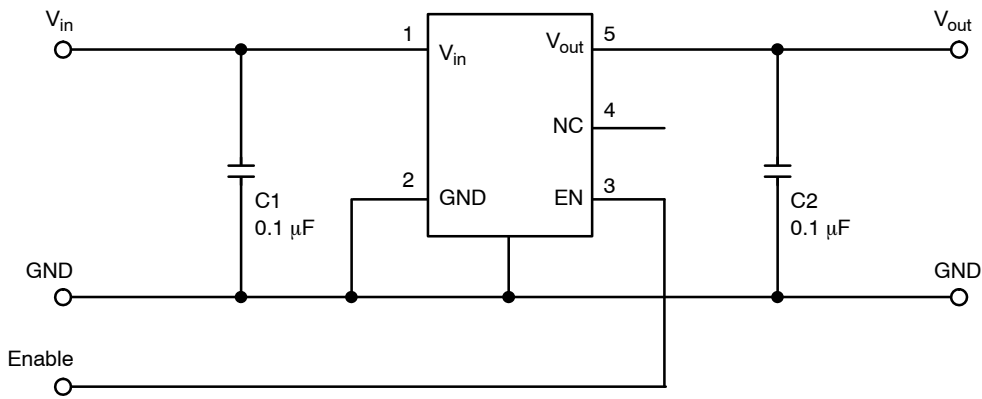 Vin
Vout
1
Vin
Vout
5
NC
4
2
GND
EN
3
C1
0.1 μF
C2
0.1 μF
GND
GND
Enable